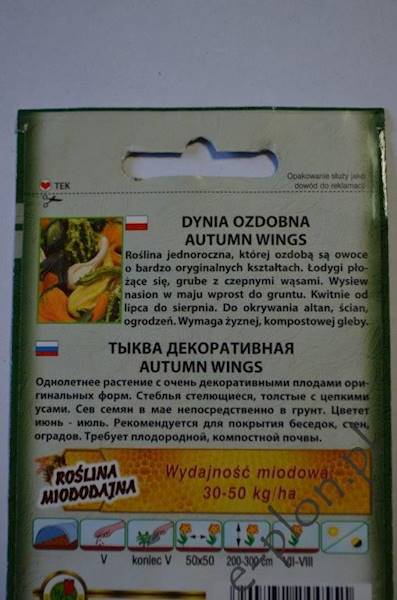 TEK
Opakowanie służy jako
dowód do reklamacji
DYNIA OZDOBNA
AUTUMN WINGS
Roślina jednoroczna, której ozdobą są owoce
o bardzo oryginalnych kształtach. Łodygi pło-
żące się, grube z czepnymi wąsami. Wysiew
nasion w maju wprost do gruntu. Kwitnie od
lipca do sierpnia. Do okrywania altan, ścian,
ogrodzeń. Wymaga żyznej, kompostowej gleby.
ТЫКВА ДЕКОРАТИВНАЯ
AUTUMN WINGS
Однолетнее растение с очень декоративными плодами ори-
гинальных форм. Стеблья стелющиеся, толстые с цепкими
усами. Сев семян в мае непосредственно в грунт. Цветет
июнь - июль. Рекомендуется для покрытия беседок, стен,
оградов. Требует плодородной, компостной почвы.
ROŚLINA
MIODODAJNA
Wydajność miodowa
30-50 kg/ha
V koniec V 50x50 200-300 cm VII-VIII
e-plon.pl